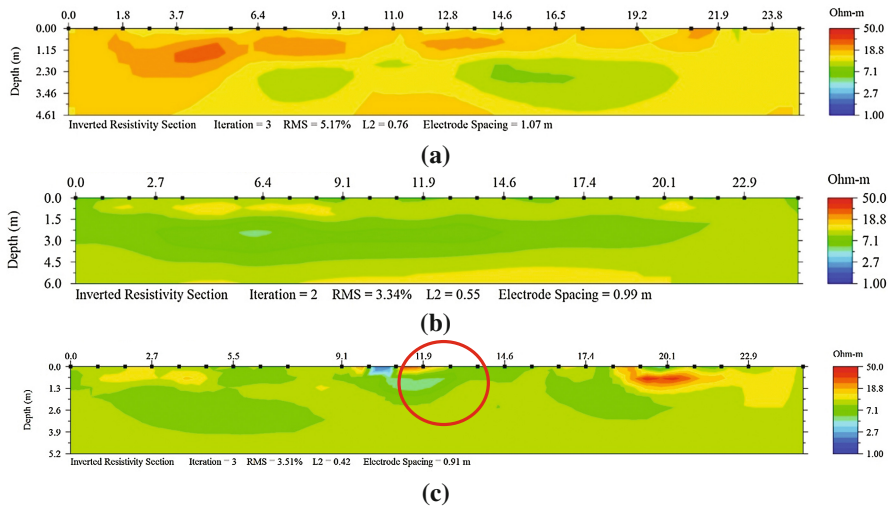 0.0 1.8 3.7 6.4 9.2 11.0 12.8 14.6 16.5 19.2 21.9 23.8 Ohm-m
0.00 50.0
1.15 18.8
2.30 7.1
3.46 2.7
4.61 1.00
Depth (m)
Inverted Resistivity Section Iteration = 3 RMS = 5.17% L2 = 0.76 Electrode Spacing = 1.07 m
(a)
0.0 2.7 6.4 9.1 11.9 14.6 17.4 20.1 22.9 Ohm-m
0.0 50.0
1.5 18.8
3.0 7.1
4.5 2.7
6.0 1.00
Depth (m)
Inverted Resistivity Section Iteration = 2 RMS = 3.34% L2 = 0.55 Electrode Spacing = 0.99 m
(b)
0.0 2.7 5.5 9.1 11.9 14.6 17.4 20.1 22.9 Ohm-m
0.0 50.0
1.3 18.8
2.6 7.1
3.9 2.7
5.2 1.00
Depth (m)
Inverted Resistivity Section Iteration = 3 RMS = 3.51% L2 = 0.42 Electrode Spacing = 0.91 m
(c)